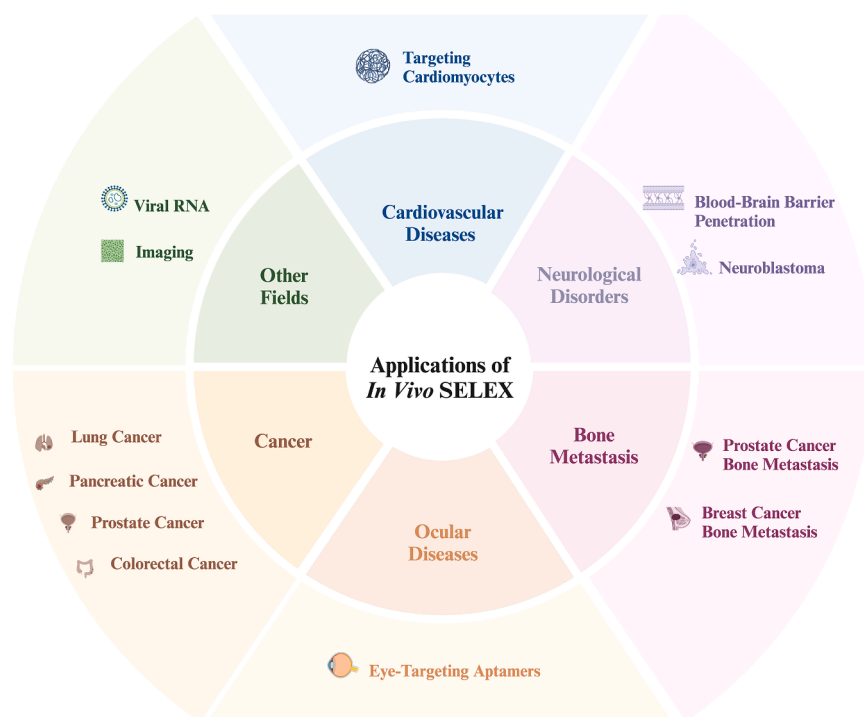 Targeting
Cardiomyocytes
Cardiovascular
Diseases
Viral RNA
Imaging
Other
Fields
Neurological
Disorders
Blood-Brain Barrier
Penetration
Neuroblastoma
Applications of
In Vivo SELEX
Cancer
Lung Cancer
Pancreatic Cancer
Prostate Cancer
Colorectal Cancer
Bone
Metastasis
Prostate Cancer
Bone Metastasis
Breast Cancer
Bone Metastasis
Ocular
Diseases
Eye-Targeting Aptamers